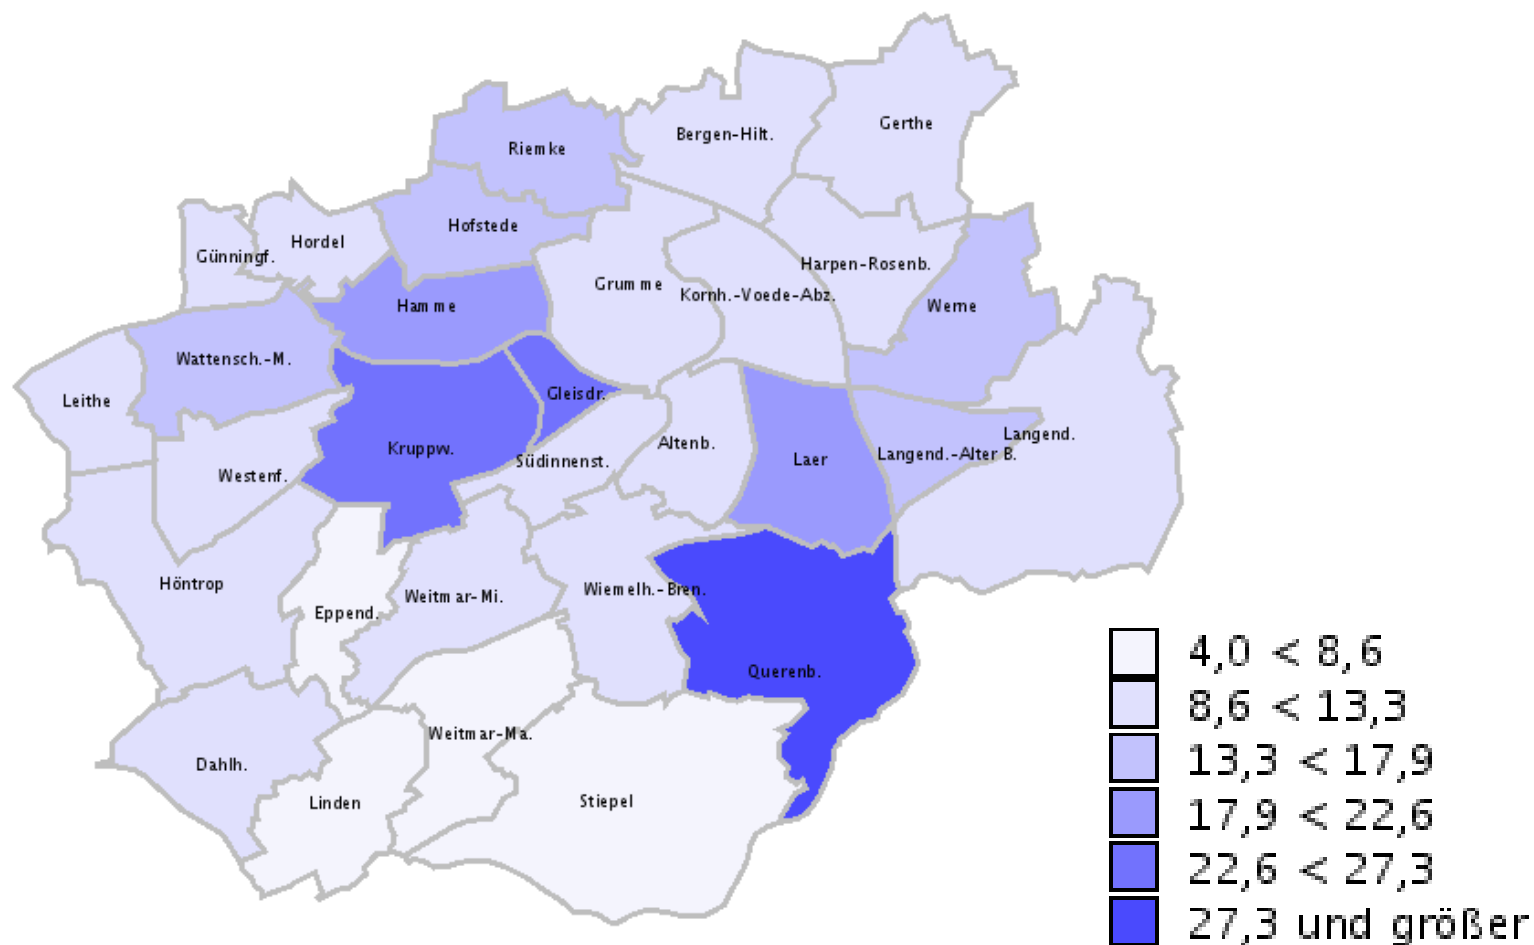 Gerthe
Bergen-Hilt.
Riemke
Hofstede
Hordel
Günningf.
Harpen-Rosenb.
Grumme
Kornh.-Voede-Abz.
Hamme
Werne
Wattensch.-M.
Gleisdr.
Leithe
Langend.
Altenb.
Kruppw.
Langend.-Alter B.
Laer
Südinnenst.
Westenf.
Höntrop
Wiemelh.-Bren.
Weitmar-Mi.
Eppend.
Querenb.
Weitmar-Ma.
Dahlh.
Stiepel
Linden
4,0 < 8,6
8,6 < 13,3
13,3 < 17,9
17,9 < 22,6
22,6 < 27,3
27,3 und größer